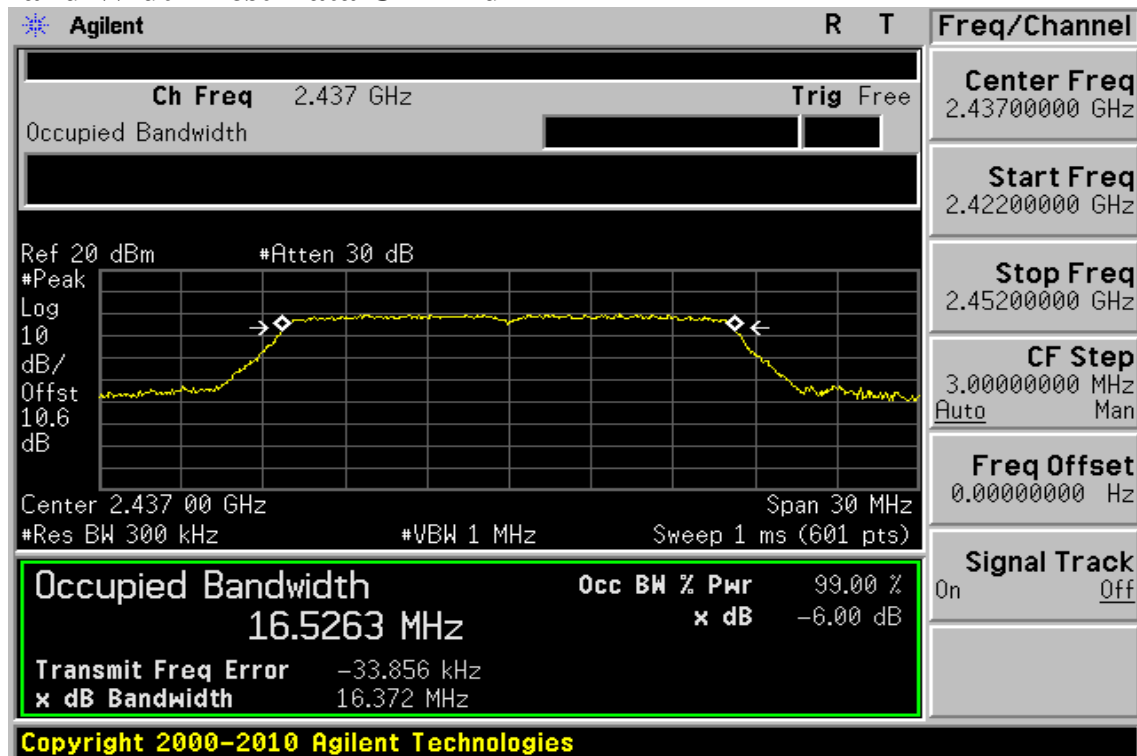 Agilent R T Freq/Channel
Ch Freq 2.437 GHz Trig Free
Occupied Bandwidth
Center Freq
2.43700000 GHz
Start Freq
2.42200000 GHz
Stop Freq
2.45200000 GHz
CF Step
3.00000000 MHz
Auto Man
Freq Offset
0.00000000 Hz
Signal Track
On Off
Ref 20 dBm #Atten 30 dB
#Peak
Log
10
dB/
Offst
10.6
dB
Center 2.437 00 GHz Span 30 MHz
#Res BW 300 kHz #VBW 1 MHz Sweep 1 ms (601 pts)
Occupied Bandwidth Occ BW % Pwr 99.00 %
16.5263 MHz x dB -6.00 dB
Transmit Freq Error -33.856 kHz
x dB Bandwidth 16.372 MHz
Copyright 2000-2010 Agilent Technologies